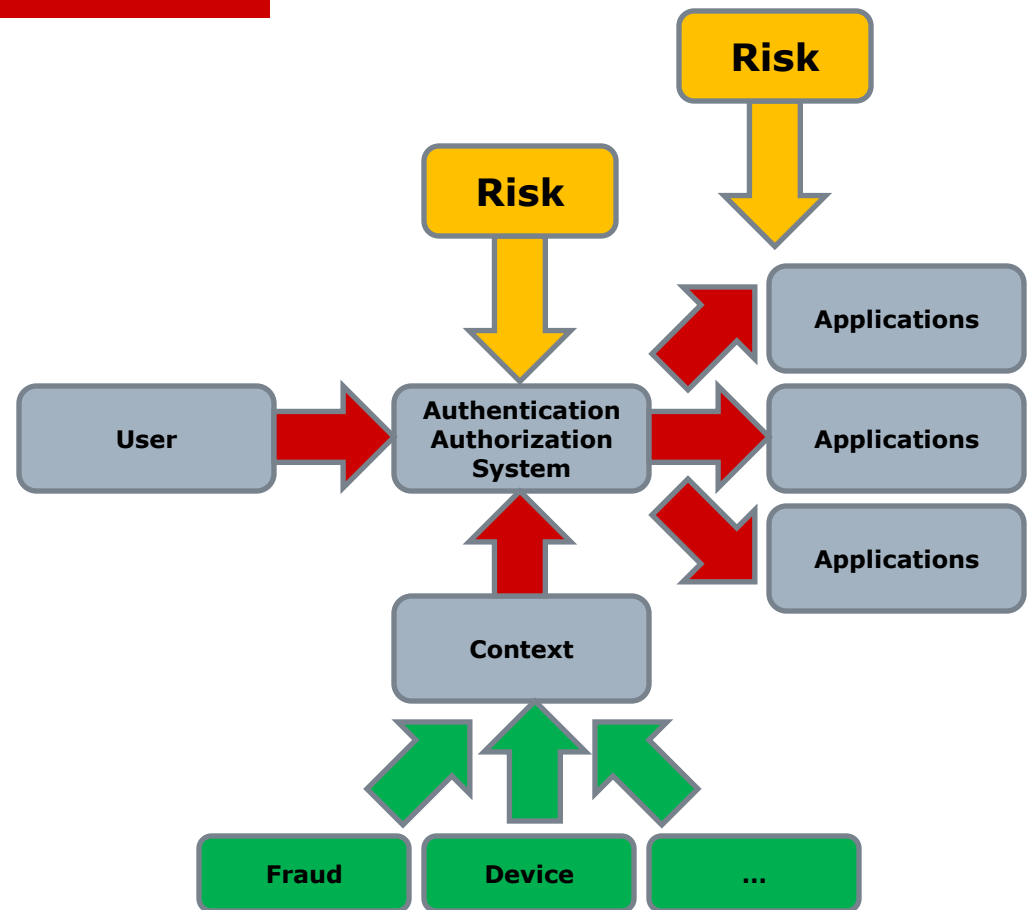 Risk
Risk
Applications
User
Authentication
Authorization
System
Applications
Applications
Context
Fraud
Device
...